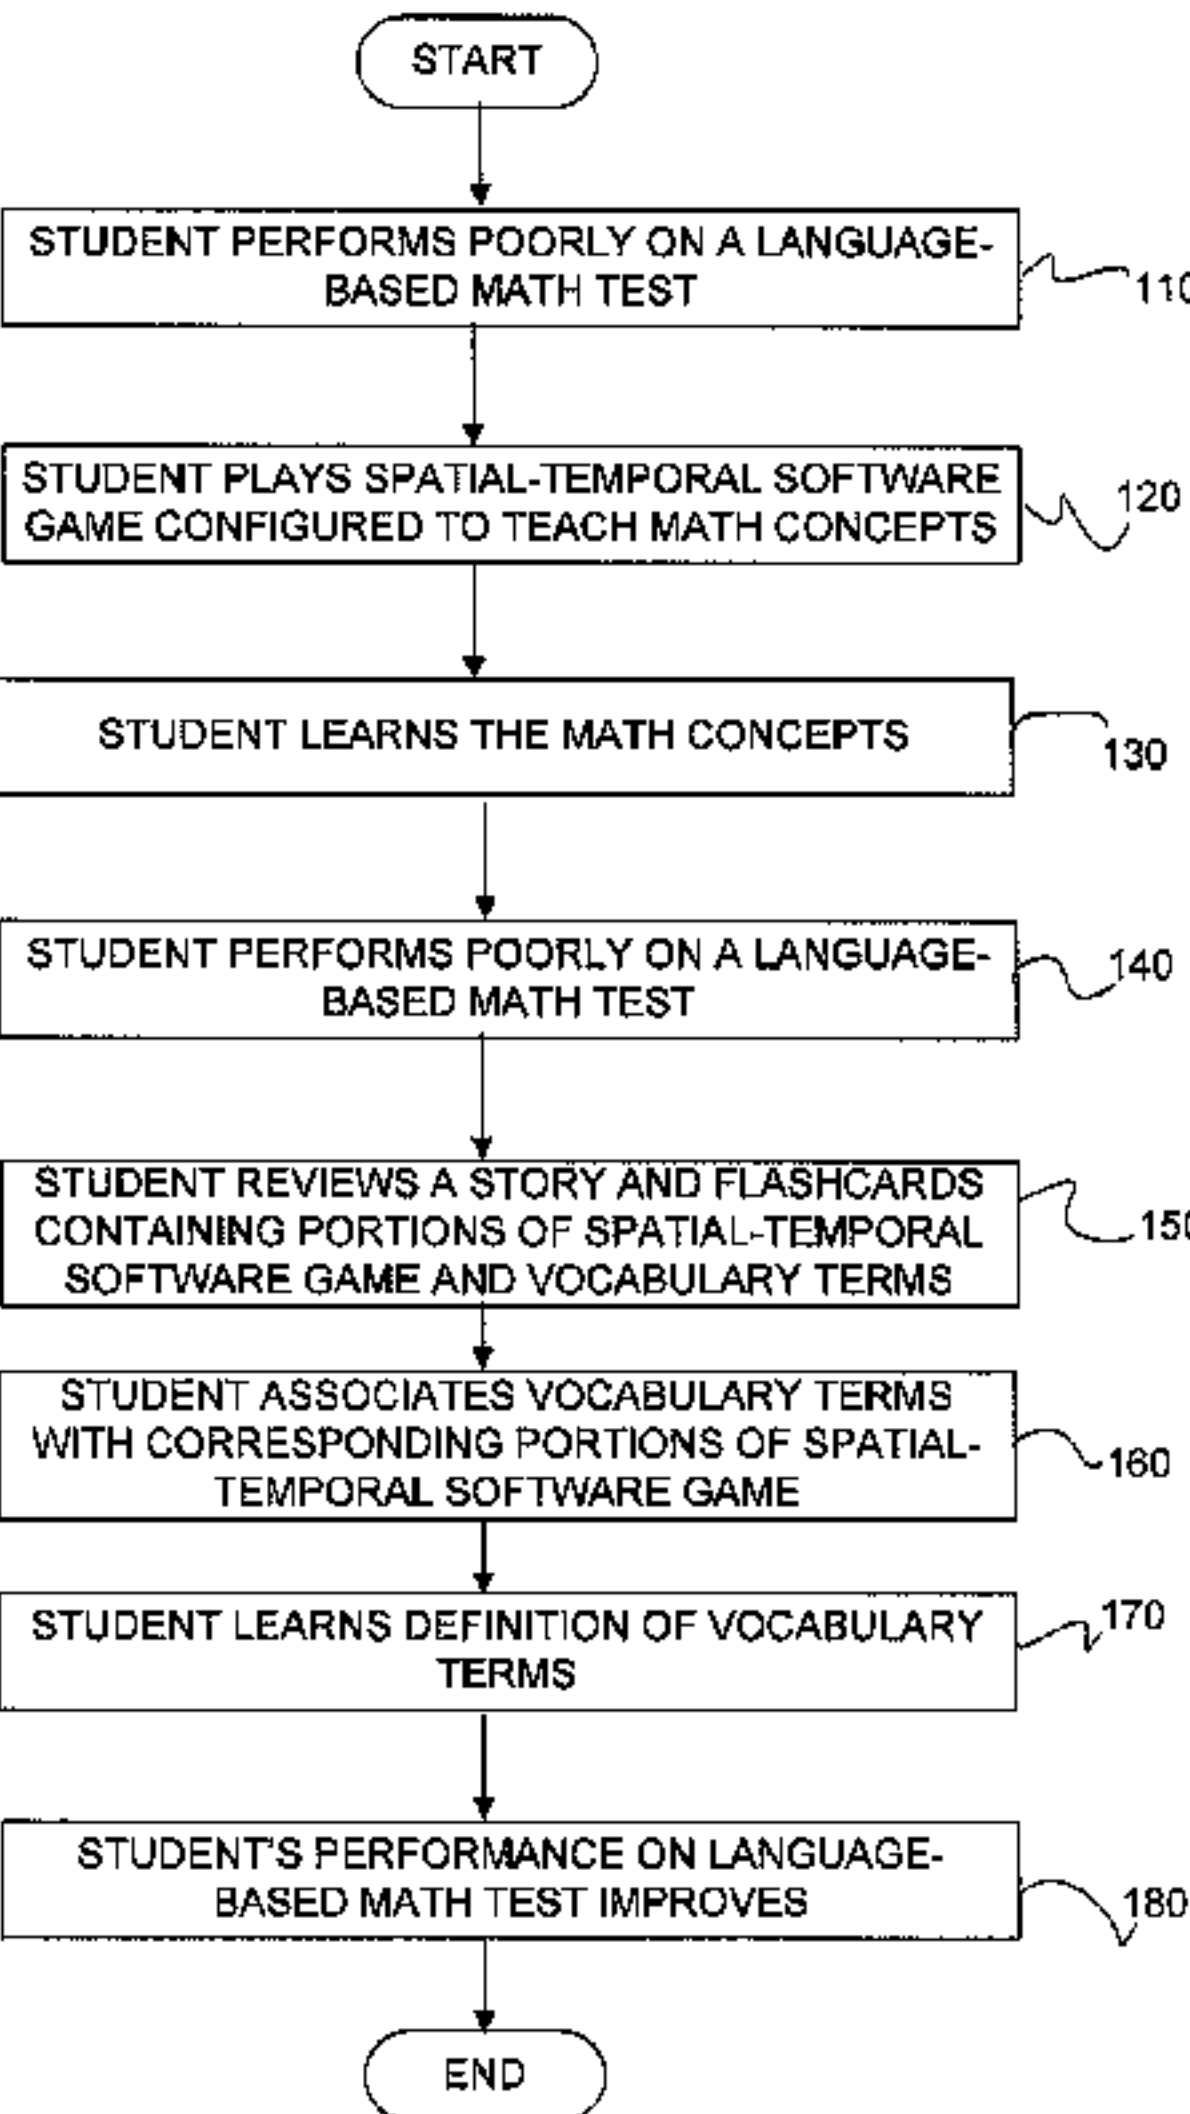 START
STUDENT PERFORMS POORLY ON A LANGUAGE-
BASED MATH TEST
110
STUDENT PLAYS SPATIAL-TEMPORAL SOFTWARE
GAME CONFIGURED TO TEACH MATH CONCEPTS
120
STUDENT LEARNS THE MATH CONCEPTS
130
STUDENT PERFORMS POORLY ON A LANGUAGE-
BASED MATH TEST
140
STUDENT REVIEWS A STORY AND FLASHCARDS
CONTAINING PORTIONS OF SPATIAL-TEMPORAL
SOFTWARE GAME AND VOCABULARY TERMS
150
STUDENT ASSOCIATES VOCABULARY TERMS
WITH CORRESPONDING PORTIONS OF SPATIAL-
TEMPORAL SOFTWARE GAME
160
STUDENT LEARNS DEFINITION OF VOCABULARY
TERMS
170
STUDENT'S PERFORMANCE ON LANGUAGE-
BASED MATH TEST IMPROVES
180
END